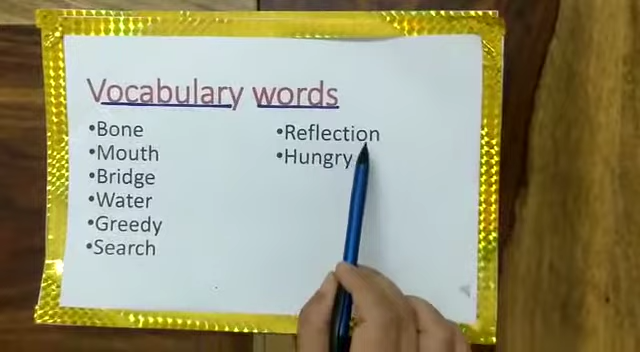 Vocabulary words
•Bone
•Mouth
•Bridge
•Water
•Greedy
•Search
•Reflection
•Hungry